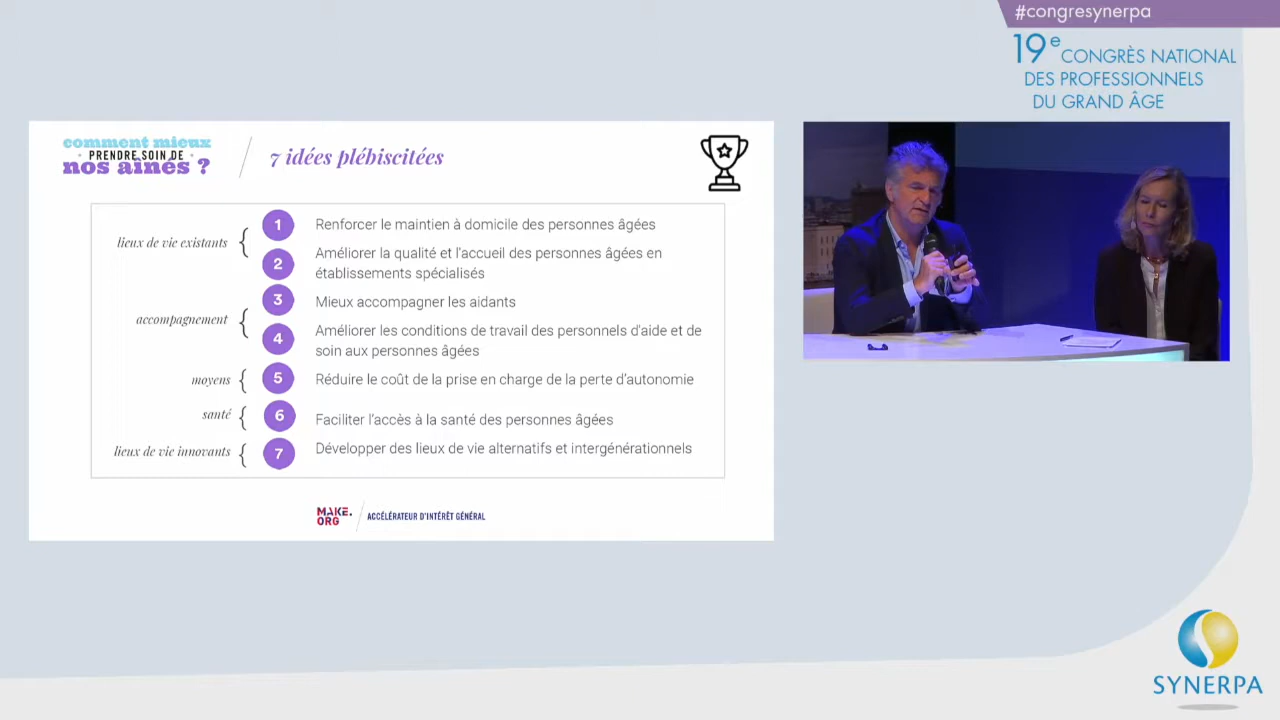 #congresynerpa
19e CONGRÈS NATIONAL
DES PROFESSIONNELS
DU GRAND ÂGE
comment mieux
PRENDRE SOIN DE
nos aînés ?
7 idées plébiscitées
lieux de vie existants
1
Renforcer le maintien à domicile des personnes âgées
2
Améliorer la qualité et l'accueil des personnes âgées en
établissements spécialisés
accompagnement
3
Mieux accompagner les aidants
4
Améliorer les conditions de travail des personnels d'aide et de
soin aux personnes âgées
moyens
5
Réduire le coût de la prise en charge de la perte d'autonomie
santé
6
Faciliter l'accès à la santé des personnes âgées
lieux de vie innovants
7
Développer des lieux de vie alternatifs et intergénérationnels
MAKE.
ORG
ACCÉLÉRATEUR D'INTÉRÊT GÉNÉRAL
SYNERPA